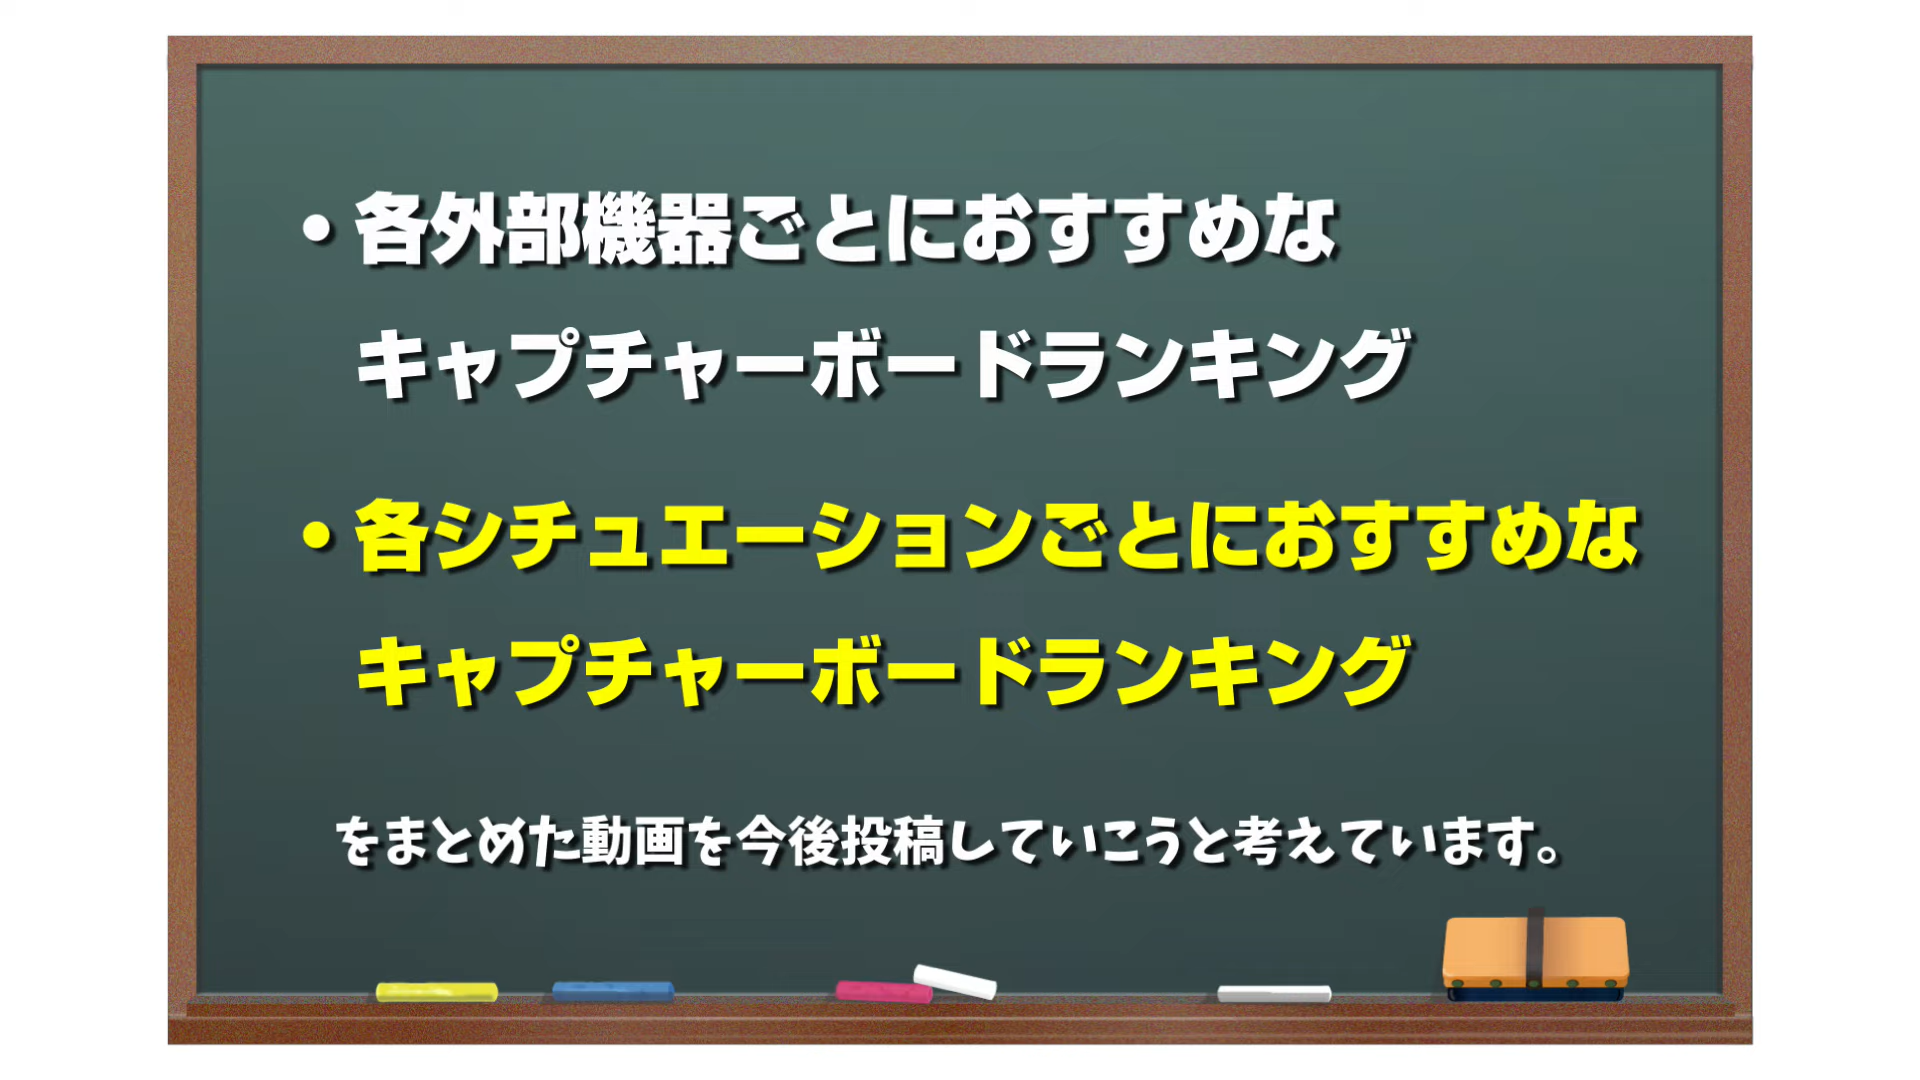 ・各外部機器ごとにおすすめな
キャプチャーボードランキング
・各シチュエーションごとにおすすめな
キャプチャーボードランキング
をまとめた動画を今後投稿していこうと考えています。